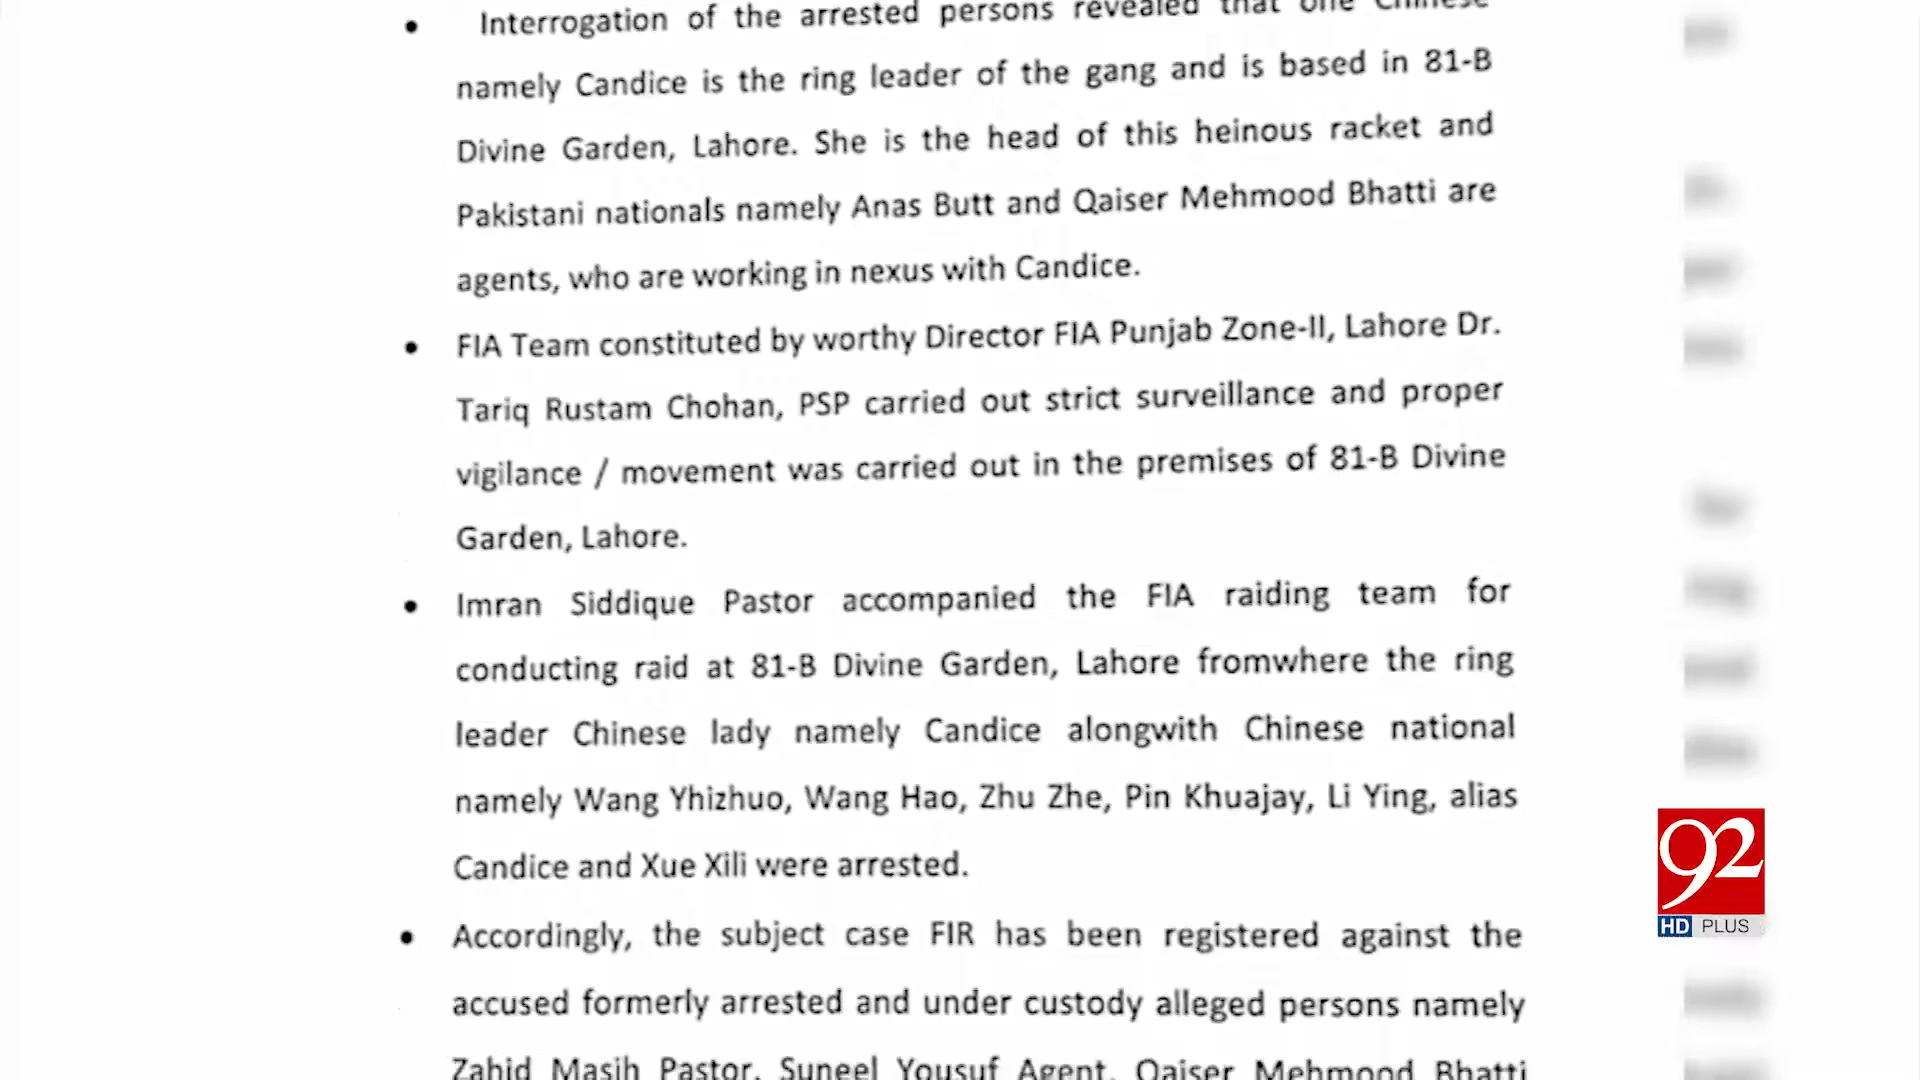 • Interrogation of the arrested persons revealed that one Chinese
namely Candice is the ring leader of the gang and is based in 81-B
Divine Garden, Lahore. She is the head of this heinous racket and
Pakistani nationals namely Anas Butt and Qaiser Mehmood Bhatti are
agents, who are working in nexus with Candice.
• FIA Team constituted by worthy Director FIA Punjab Zone-II, Lahore Dr.
Tariq Rustam Chohan, PSP carried out strict surveillance and proper
vigilance / movement was carried out in the premises of 81-B Divine
Garden, Lahore.
• Imran Siddique Pastor accompanied the FIA raiding team for
conducting raid at 81-B Divine Garden, Lahore fromwhere the ring
leader Chinese lady namely Candice alongwith Chinese national
namely Wang Yhizhuo, Wang Hao, Zhu Zhe, Pin Khuajay, Li Ying, alias
Candice and Xue Xili were arrested.
• Accordingly, the subject case FIR has been registered against the
accused formerly arrested and under custody alleged persons namely
Zahid Masih Pastor, Suneel Yousuf Agent, Qaiser Mehmood Bhatti
92
HD PLUS